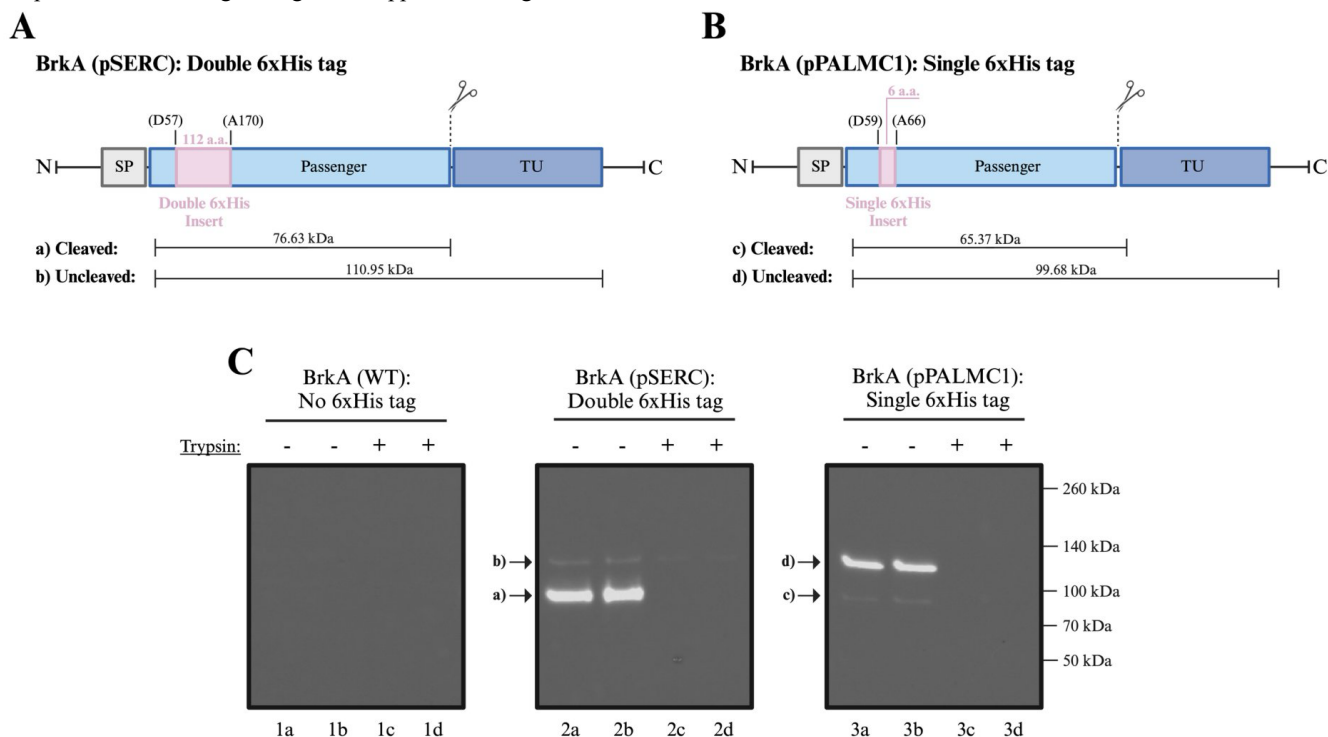 A
B
BrkA (pSERC): Double 6xHis tag
BrkA (pPALMC1): Single 6xHis tag
6 a.a.
(D57)
(A170)
(D59)
(A66)
112 a.a.
N
SP
Passenger
TU
C
N
SP
Passenger
TU
C
Double 6xHis
Insert
Single 6xHis
Insert
a) Cleaved:
76.63 kDa
b) Uncleaved:
110.95 kDa
c) Cleaved:
65.37 kDa
d) Uncleaved:
99.68 kDa
C
BrkA (WT):
No 6xHis tag
BrkA (pSERC):
Double 6xHis tag
BrkA (pPALMC1):
Single 6xHis tag
Trypsin: - - + + - - + + - - + +
260 kDa
b)
d)
140 kDa
a)
c)
100 kDa
70 kDa
50 kDa
1a 1b 1c 1d 2a 2b 2c 2d 3a 3b 3c 3d